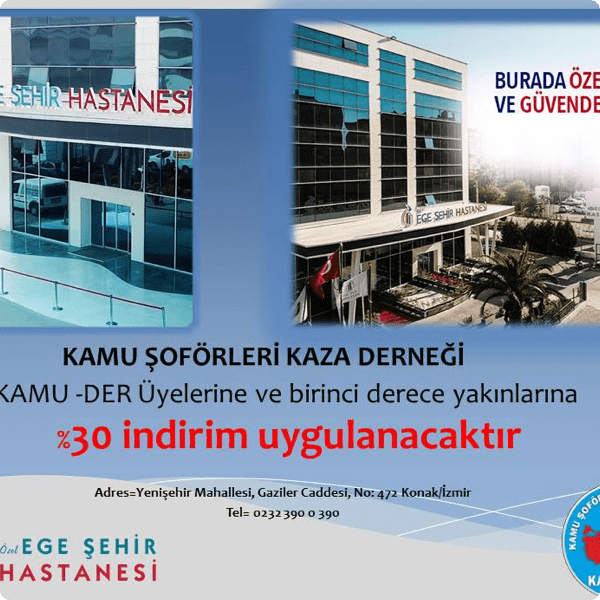 E ŞEHİR HASTANESİ
EGE ŞEHİR HASTANESİ
BURADA ÖZE
VE GÜVENDE
KAMU ŞOFÖRLERİ KAZA DERNEĞİ
KAMU -DER Üyelerine ve birinci derece yakınlarına
%30 indirim uygulanacaktır
Adres=Yenişehir Mahallesi, Gaziler Caddesi, No: 472 Konak/İzmir
Tel= 0232 390 0 390
Özel EGE ŞEHİR
HASTANESİ
KAMU ŞOFÖR
KA